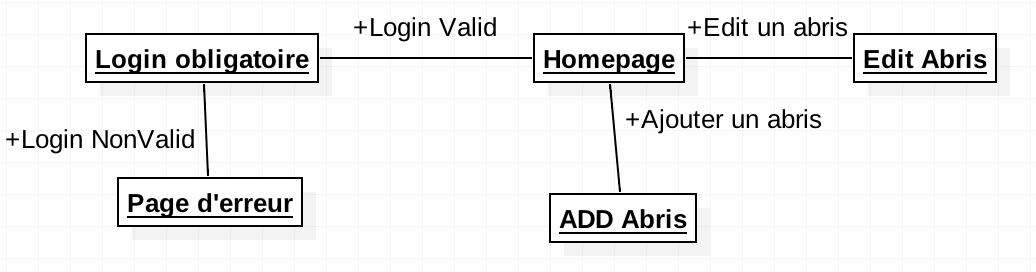 +Login Valid
+Edit un abris
Login obligatoire
Homepage
Edit Abris
+Ajouter un abris
+Login NonValid
Page d'erreur
ADD Abris